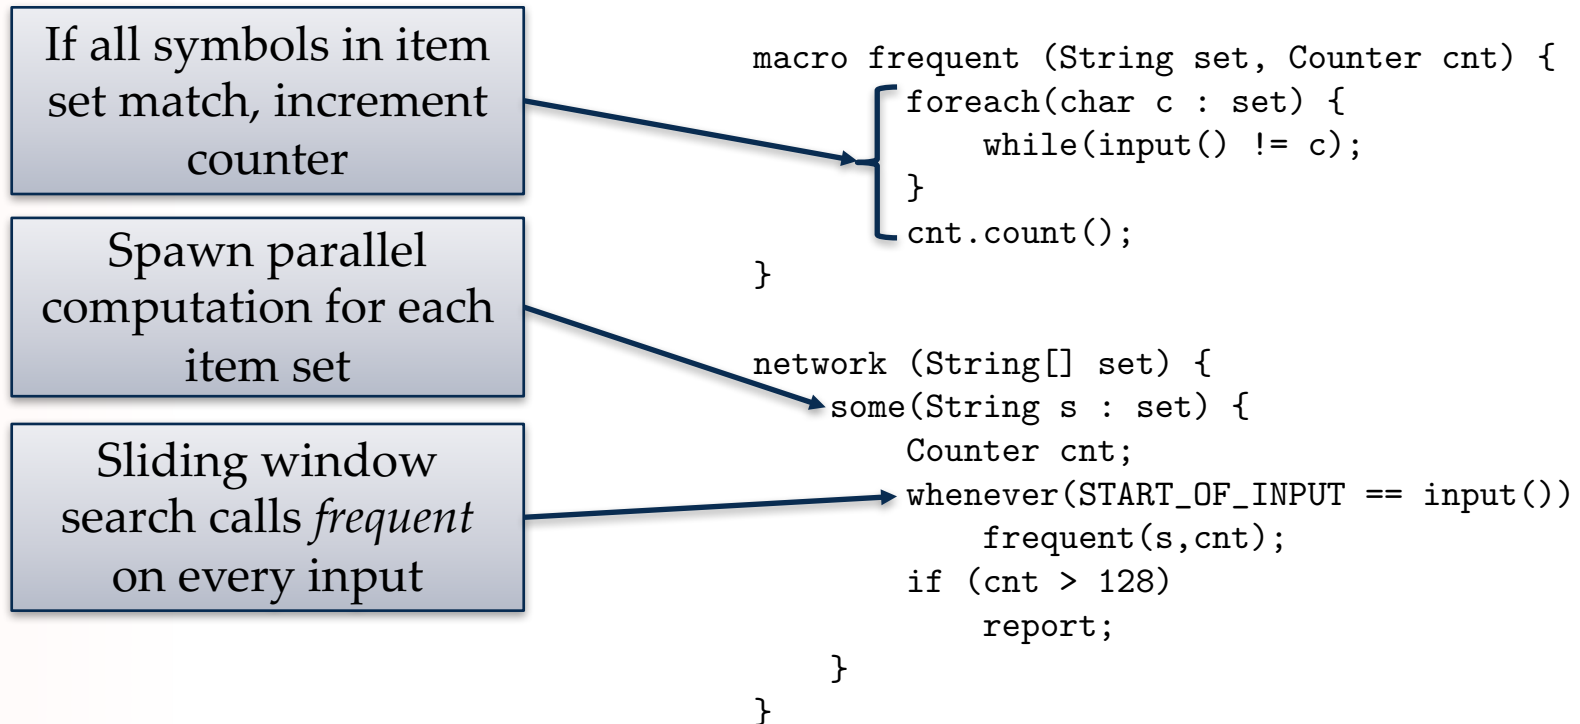 If all symbols in item
set match, increment
counter
Spawn parallel
computation for each
item set
Sliding window
search calls frequent
on every input
macro frequent (String set, Counter cnt) {
foreach(char c : set) {
while(input() != c);
}
cnt.count();
}
network (String[] set) {
some(String s : set) {
Counter cnt;
whenever(START_OF_INPUT == input())
frequent(s,cnt);
if (cnt > 128)
report;
}
}